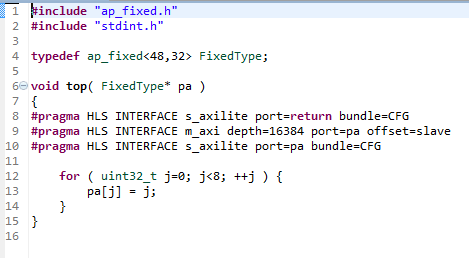 1 #include "ap_fixed.h"
2 #include "stdint.h"
3
4 typedef ap_fixed<48,32> FixedType;
5
6 void top( FixedType* pa )
7 {
8 #pragma HLS INTERFACE s_axilite port=return bundle=CFG
9 #pragma HLS INTERFACE m_axi depth=16384 port=pa offset=slave
10 #pragma HLS INTERFACE s_axilite port=pa bundle=CFG
11
12     for ( uint32_t j=0; j<8; ++j ) {
13         pa[j] = j;
14     }
15 }
16